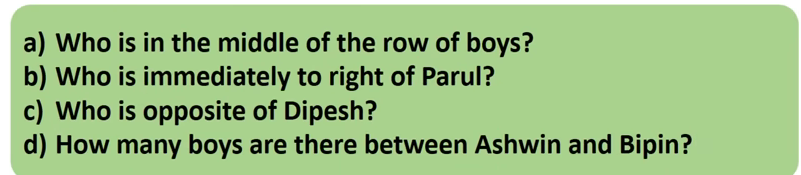 a) Who is in the middle of the row of boys?
b) Who is immediately to right of Parul?
c) Who is opposite of Dipesh?
d) How many boys are there between Ashwin and Bipin?